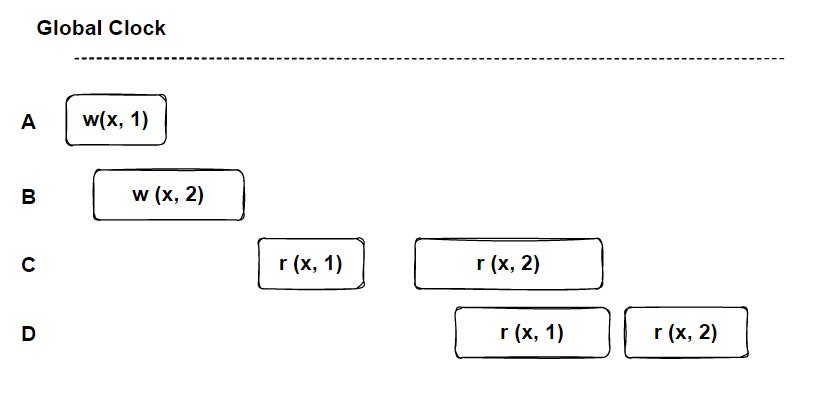 Global Clock
A w(x, 1)
B w (x, 2)
C r (x, 1) r (x, 2)
D r (x, 1) r (x, 2)